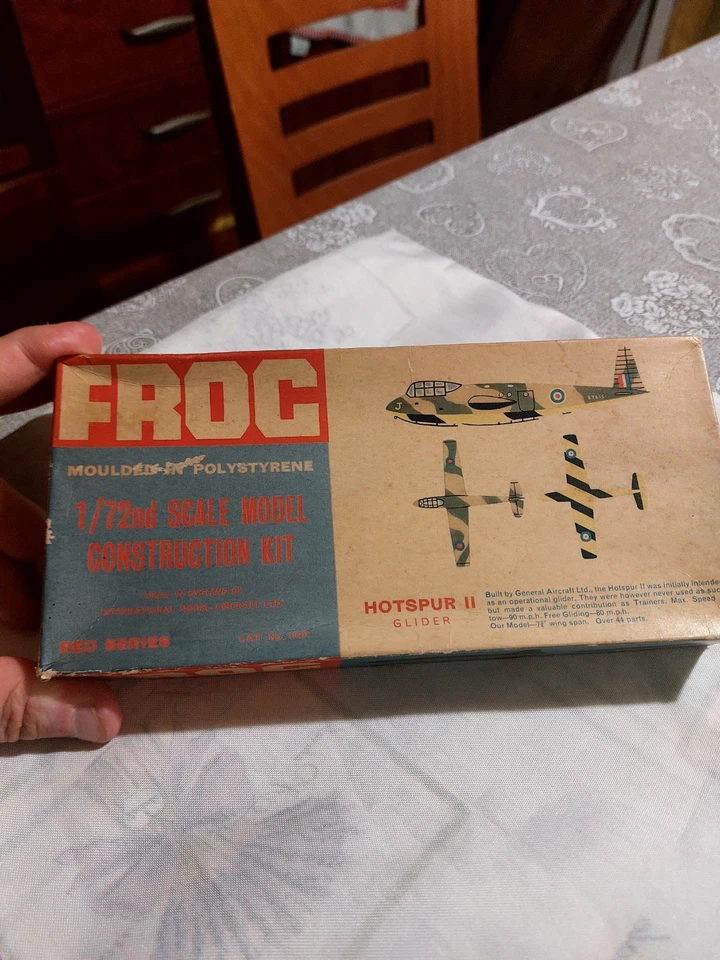 FROG
MOULDED-IN POLYSTYRENE
1/72nd SCALE MODEL
CONSTRUCTION KIT
MADE IN ENGLAND BY
INTERNATIONAL MODEL AIRCRAFT LTD.
RED SERIES
CAT. No.
J
HOTSPUR II
GLIDER
Built by General Aircraft Ltd., the Hotspur II was initially intende
as an operational glider. They were however never used as suc
but made a valuable contribution as Trainers. Max. Speed
tow—90 m.p.h. Free Gliding—80 m.p.h.
Our Model— wing span. Over 44 parts.